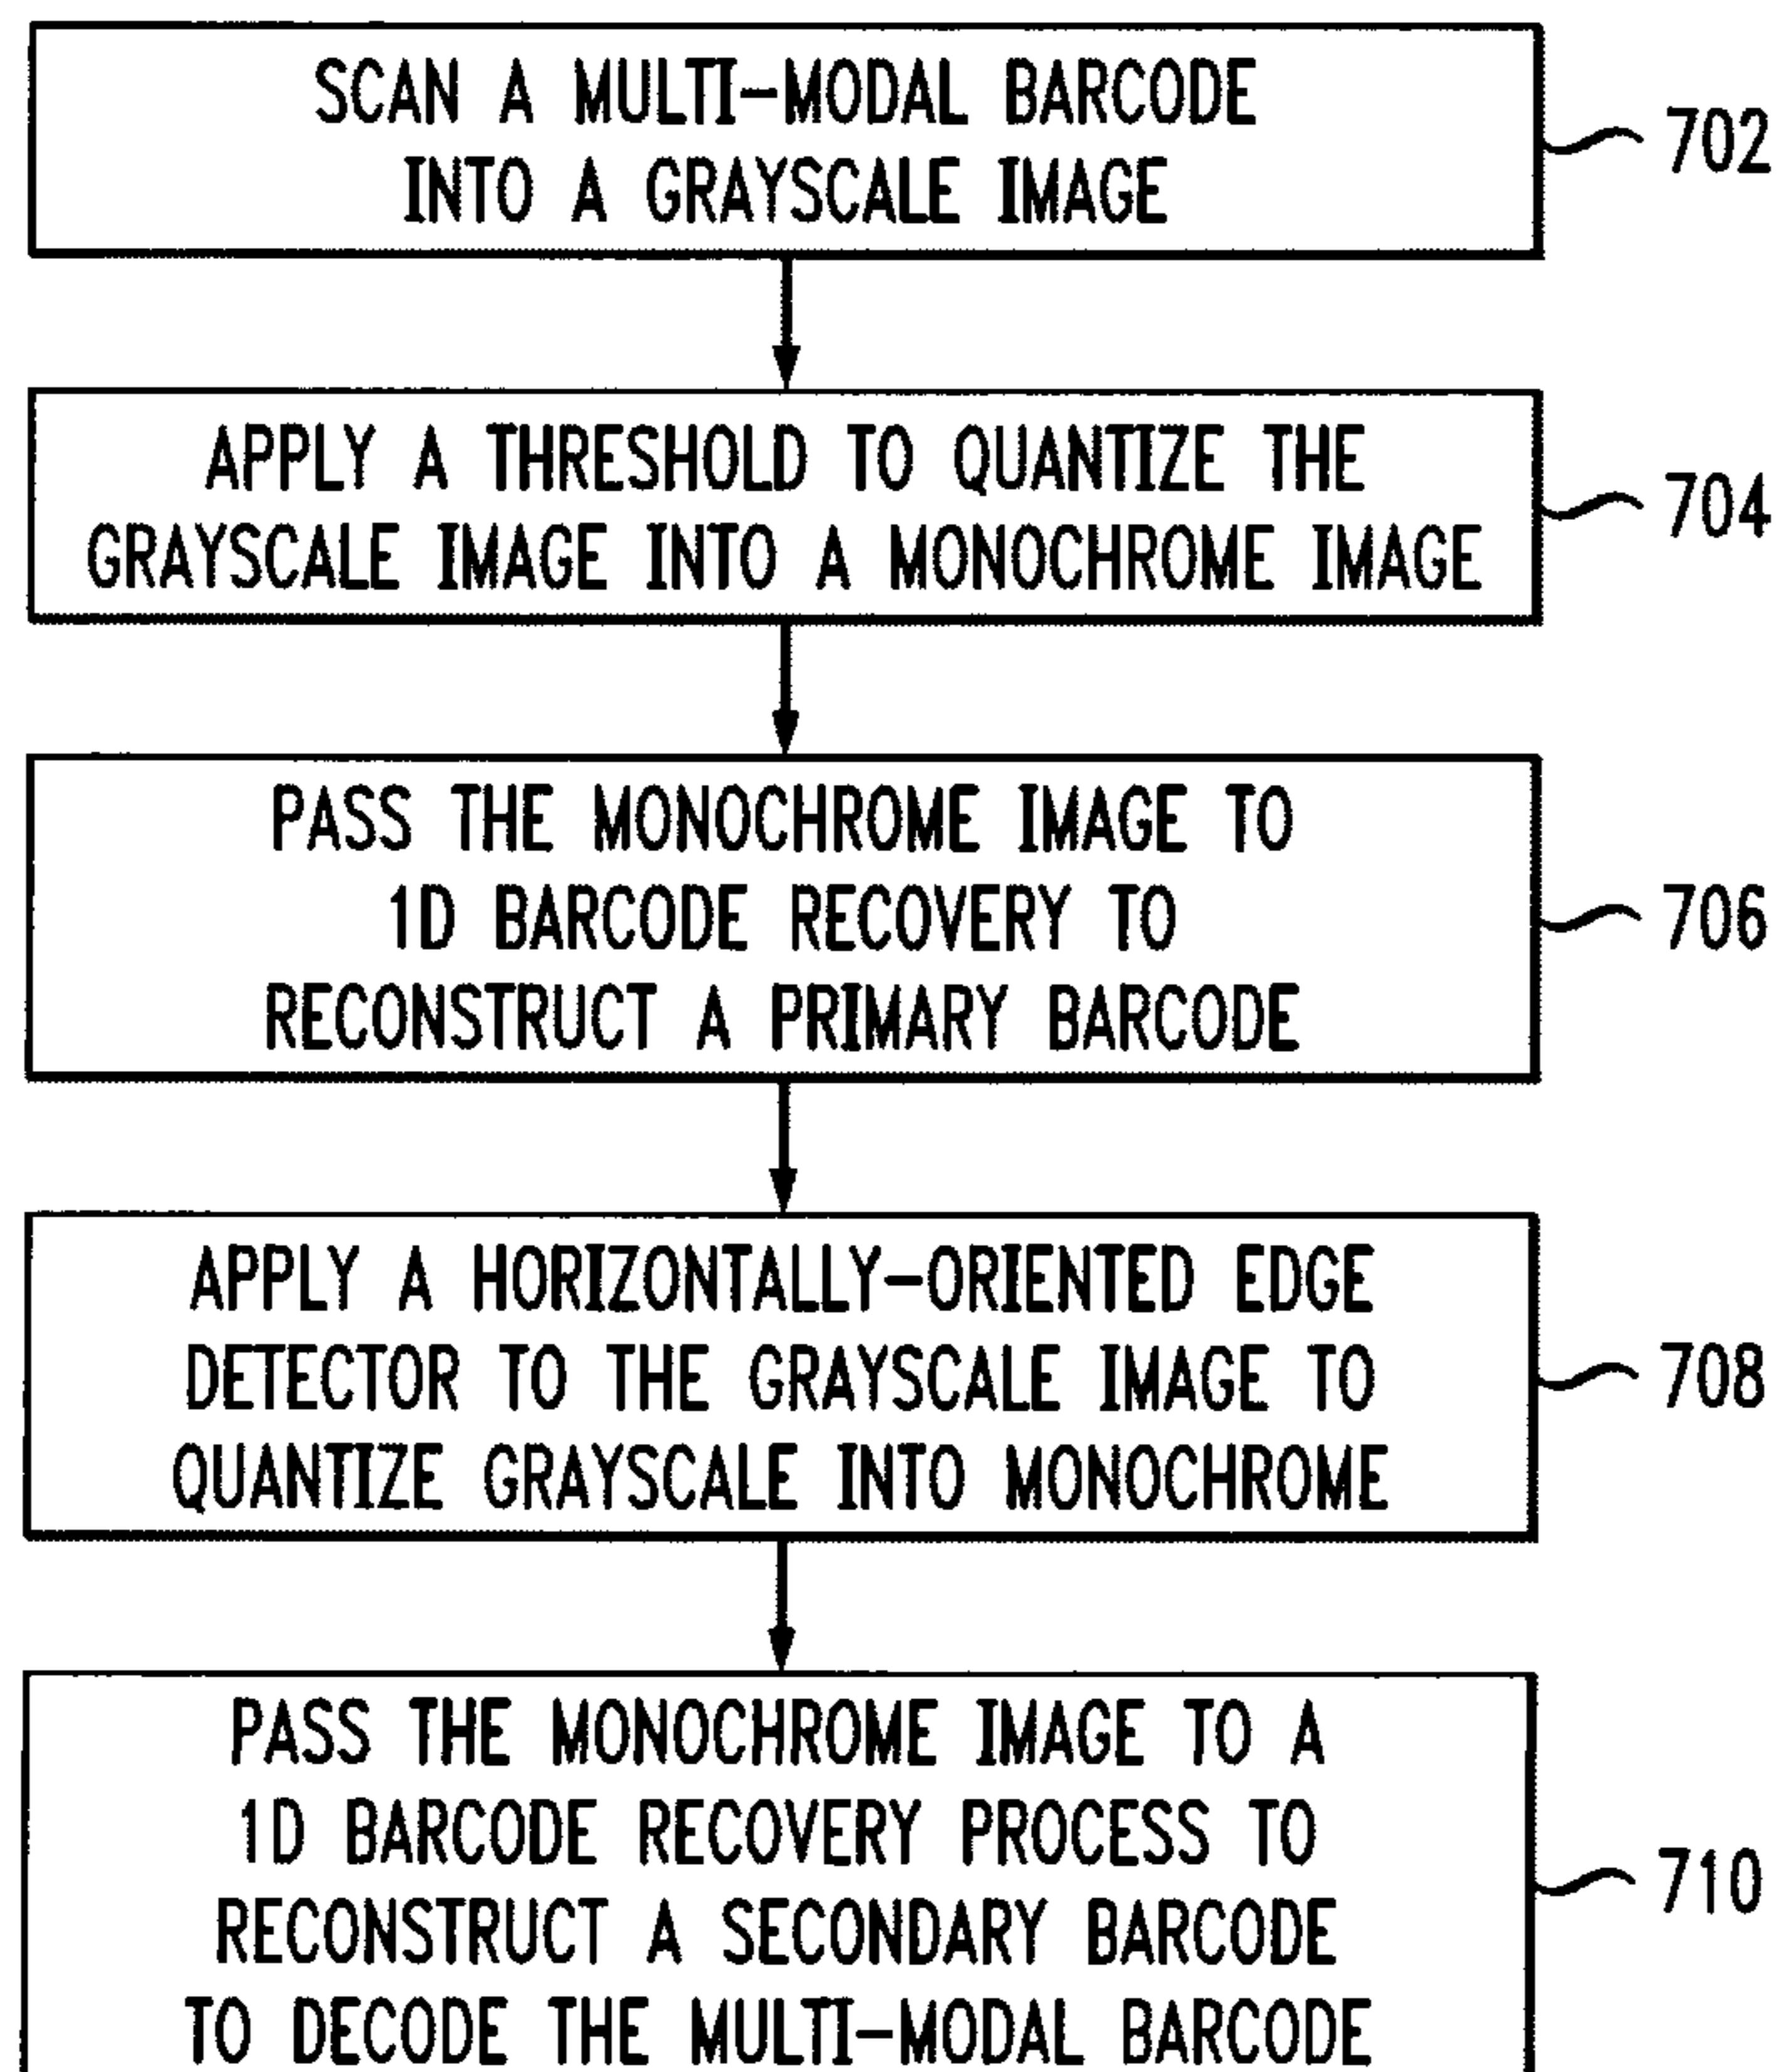 SCAN A MULTI-MODAL BARCODE
INTO A GRAYSCALE IMAGE
702
APPLY A THRESHOLD TO QUANTIZE THE
GRAYSCALE IMAGE INTO A MONOCHROME IMAGE
704
PASS THE MONOCHROME IMAGE TO
1D BARCODE RECOVERY TO
RECONSTRUCT A PRIMARY BARCODE
706
APPLY A HORIZONTALLY-ORIENTED EDGE
DETECTOR TO THE GRAYSCALE IMAGE TO
QUANTIZE GRAYSCALE INTO MONOCHROME
708
PASS THE MONOCHROME IMAGE TO A
1D BARCODE RECOVERY PROCESS TO
RECONSTRUCT A SECONDARY BARCODE
TO DECODE THE MULTI-MODAL BARCODE
710